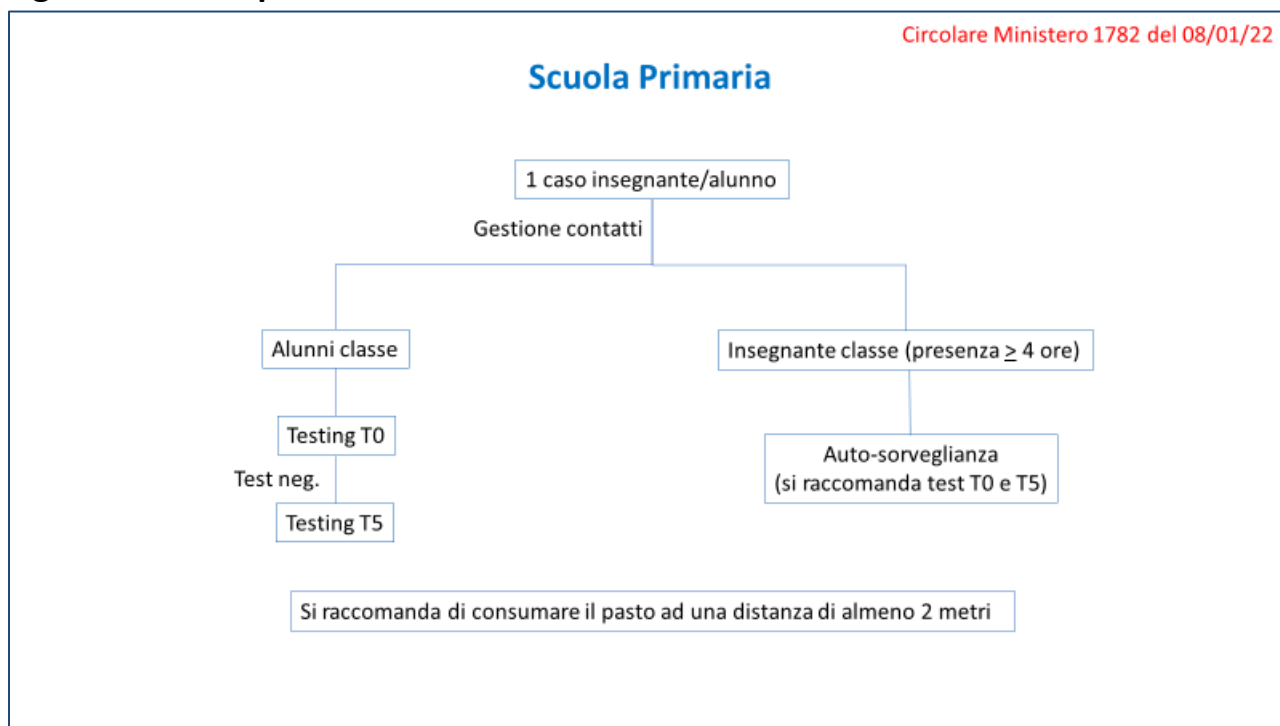 Circolare Ministero 1782 del 08/01/22
Scuola Primaria
1 caso insegnante/alunno
Gestione contatti
Alunni classe
Insegnante classe (presenza ≥ 4 ore)
Testing T0
Auto-sorveglianza
(si raccomanda test T0 e T5)
Test neg.
Testing T5
Si raccomanda di consumare il pasto ad una distanza di almeno 2 metri